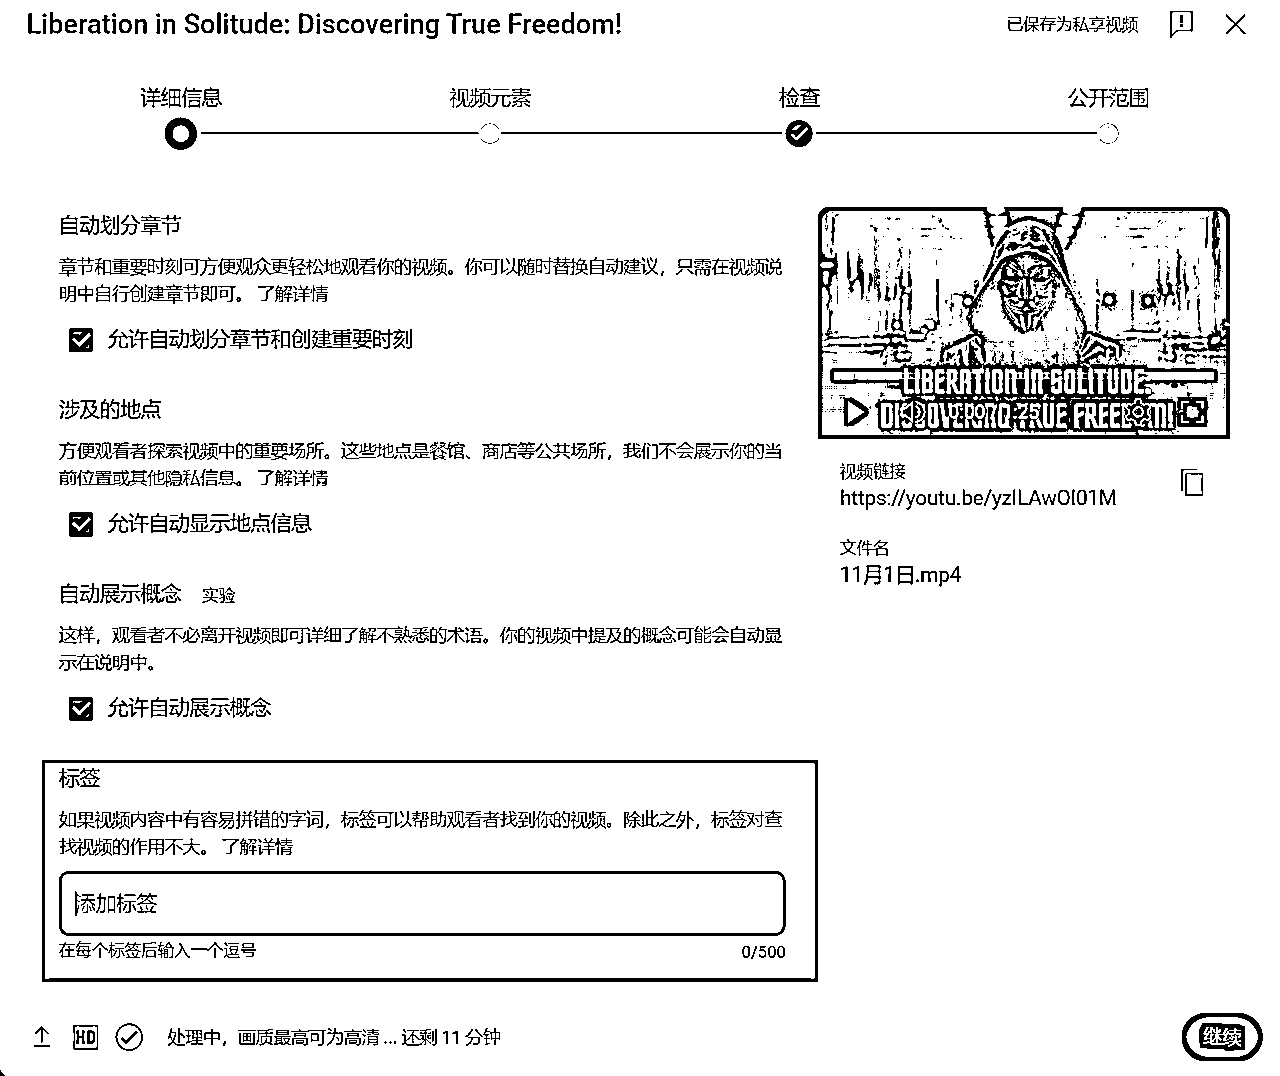 Liberation in Solitude: Discovering True Freedom!
已保存为私享视频
详细信息
视频元素
检查
公开范围
自动划分章节
章节和重要时刻可方便观众更轻松地观看你的视频。你可以随时替换自动建议，只需在视频说
明中自行创建章节即可。 了解详情
允许自动划分章节和创建重要时刻
涉及的地点
方便观看者探索视频中的重要场所。这些地点是餐馆、商店等公共场所，我们不会展示你的当
前位置或其他隐私信息。 了解详情
允许自动显示地点信息
自动展示概念 实验
这样，观看者不必离开视频即可详细了解不熟悉的术语。你的视频中提及的概念可能会自动显
示在说明中。
允许自动展示概念
标签
如果视频内容中有容易拼错的字词，标签可以帮助观看者找到你的视频。除此之外，标签对查
找视频的作用不大。 了解详情
添加标签
在每个标签后输入一个逗号
0/500
LIBERATION IN SOLITUDE
TRUE FREEDOM!
视频链接
https://youtu.be/yzILAwOI01M
文件名
11月1日.mp4
HD
处理中，画质最高可为高清 ... 还剩 11 分钟
继续